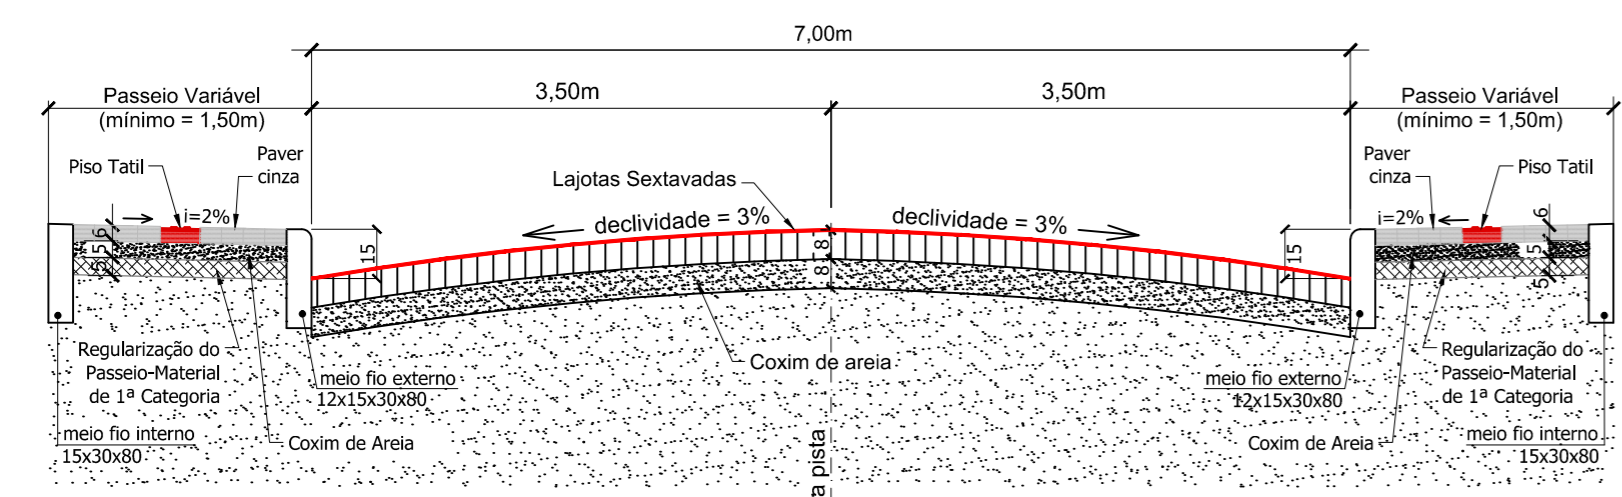 7,00m
Passeio Variável
(mínimo = 1,50m)
3,50m
3,50m
Passeio Variável
(mínimo = 1,50m)
Piso Tatil
Paver
cinza
i=2%
6
5
5
15
Lajotas Sextavadas
declividade = 3%
declividade = 3%
8
8
15
Paver
cinza
Piso Tatil
i=2%
6
5
5
Regularização do
Passeio-Material
de 1ª Categoria
meio fio externo
12x15x30x80
Coxim de areia
meio fio externo
12x15x30x80
Regularização do
Passeio-Material
de 1ª Categoria
meio fio interno
15x30x80
Coxim de Areia
Coxim de Areia
meio fio interno
15x30x80
a pista